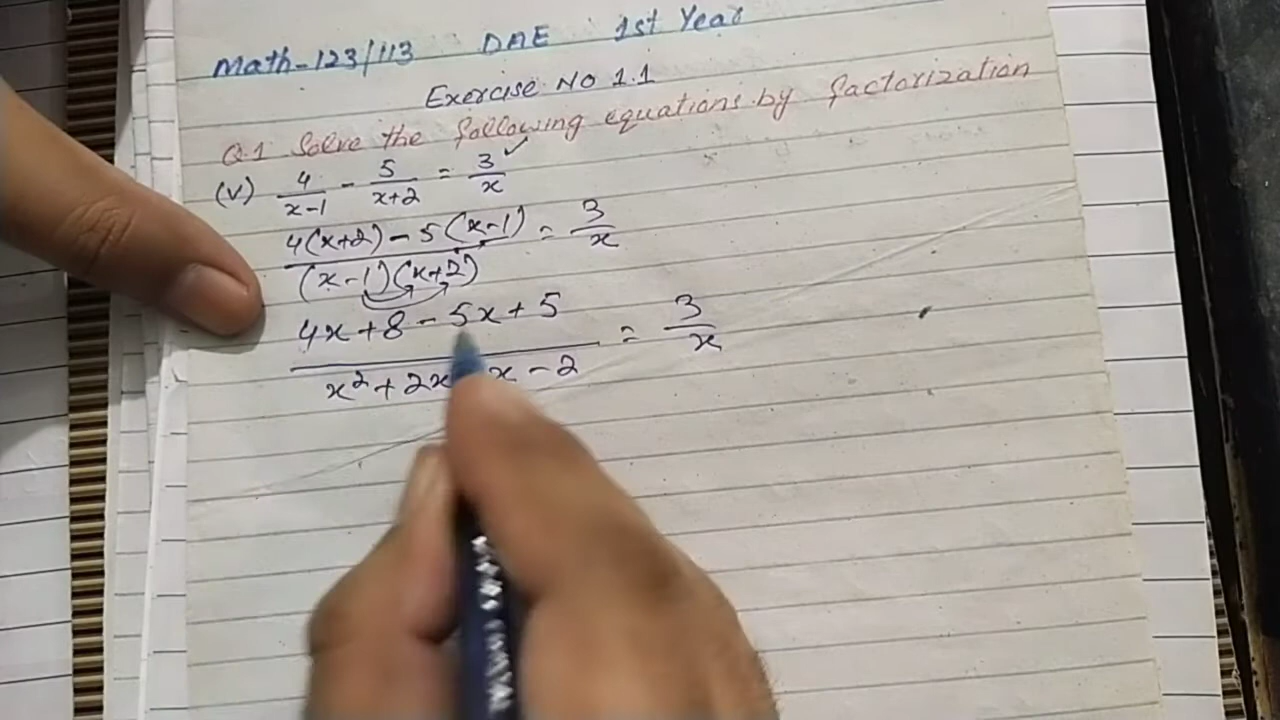 Math-123/113 DAE 1st Year
Exercise No 1.1
Q.1 Solve the following equations by factorization
(V) 4/(x-1) - 5/(x+2) = 3/x ✓
4(x+2) - 5(x-1) / (x-1)(x+2) = 3/x
4x + 8 - 5x + 5 / x² + 2x x - 2 = 3/x